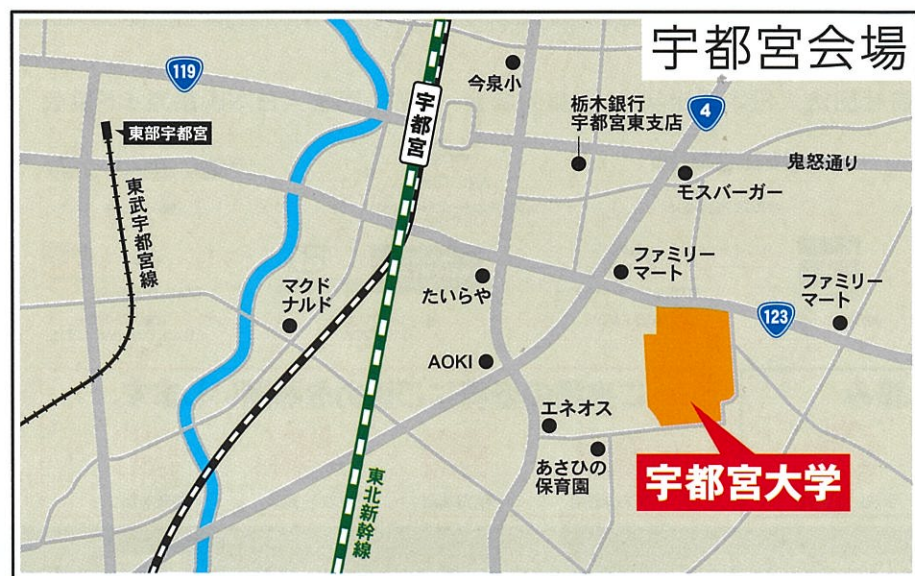 宇都宮会場
119
今泉小
4
宇都宮
栃木銀行
宇都宮東支店
東部宇都宮
鬼怒通り
モスバーガー
東武宇都宮線
ファミリー
マート
マクド
ナルド
たいらや
ファミリー
マート
123
AOKI
エネオス
あさひの
保育園
宇都宮大学
東北新幹線